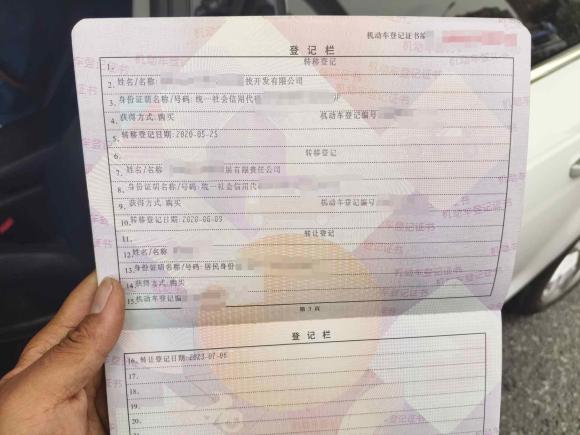 机动车登记证书编
登记栏
1. 转移登记
2. 姓名/名称 技开发有限公司
3. 身份证明名称/号码:统一社会信用代
4. 获得方式:购买 机动车登记编号
5. 转移登记日期:2020-05-25
6. 转移登记
7. 姓名/名称 展有限责任公司
8. 身份证明名称/号码:统一社会信用代
9. 获得方式:购买 机动车登记编号
10. 转移登记日期:2020-06-09
11. 转让登记
12. 姓名/名称
13. 身份证明名称/号码:居民身份
14. 获得方式:购买
15. 机动车登记编
第3页
登记栏
16. 转让登记日期:2023-07-06
17.
18.
19.
20.